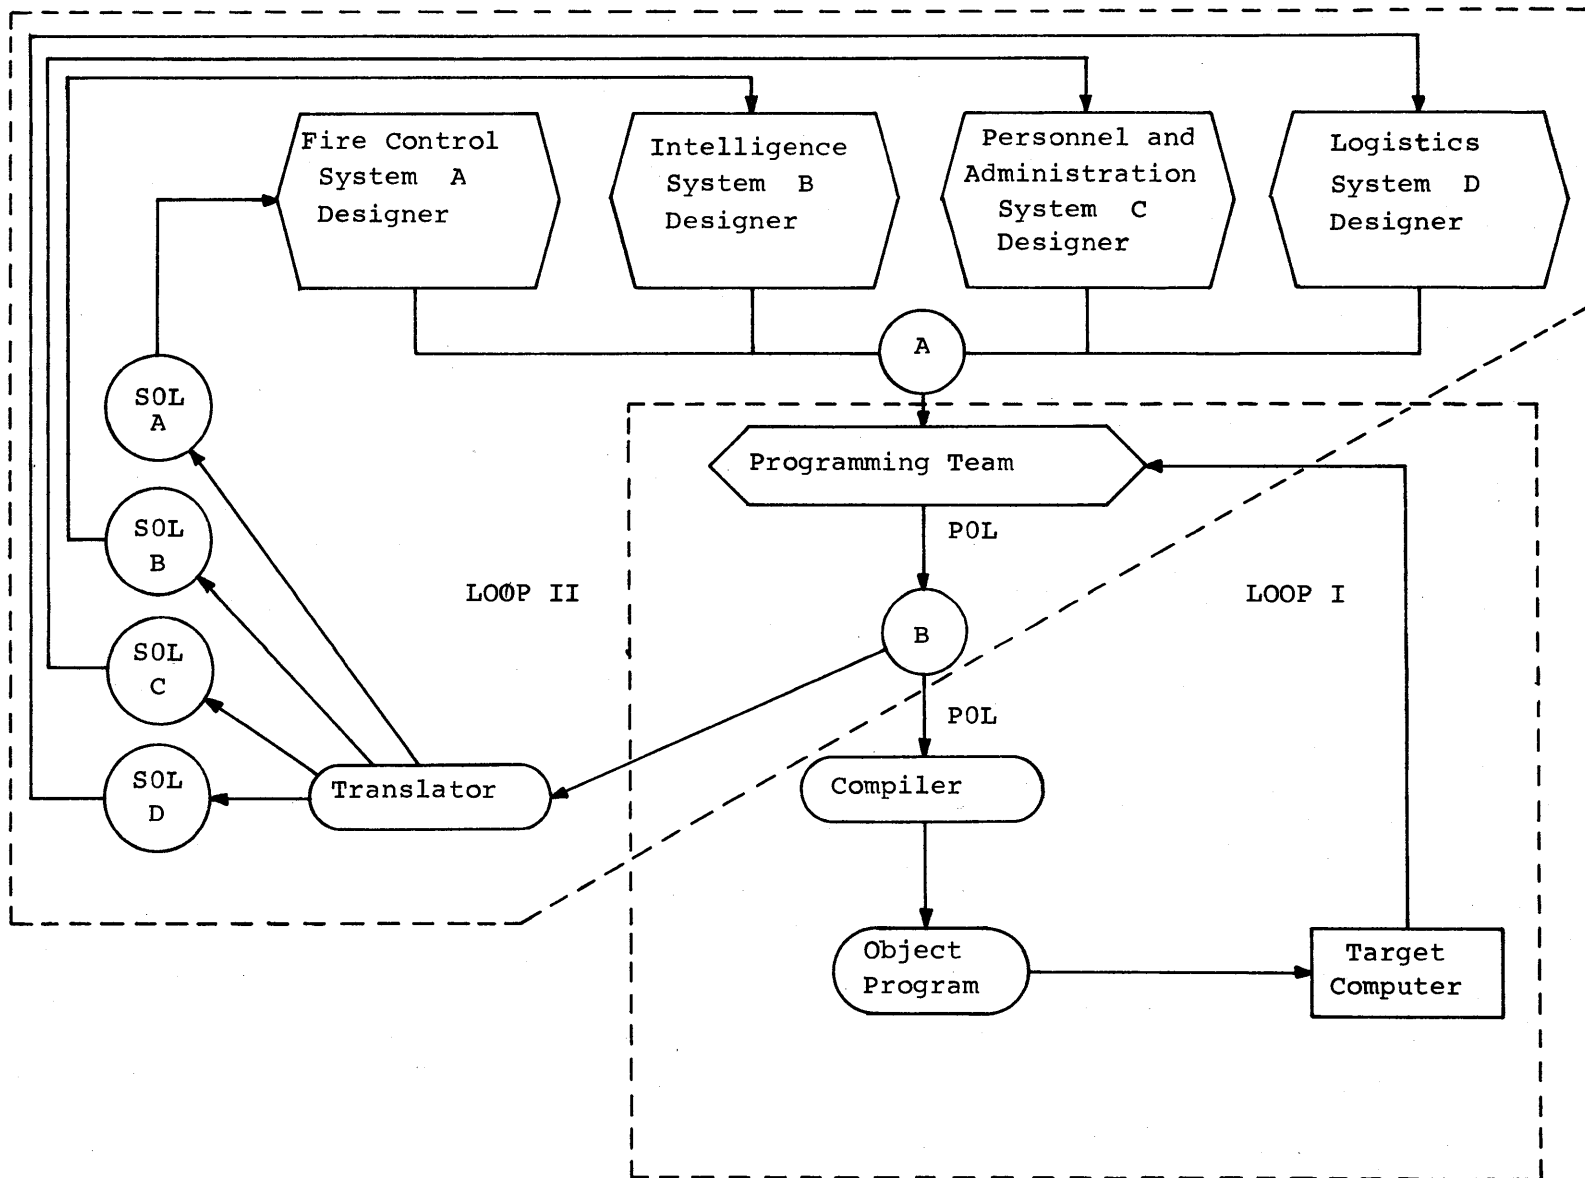 Fire Control
System A
Designer
Intelligence
System B
Designer
Personnel and
Administration
System C
Designer
Logistics
System D
Designer
A
SOL
A
Programming Team
POL
SOL
B
LOØP II
LOOP I
B
SOL
C
POL
SOL
D
Translator
Compiler
Object
Program
Target
Computer